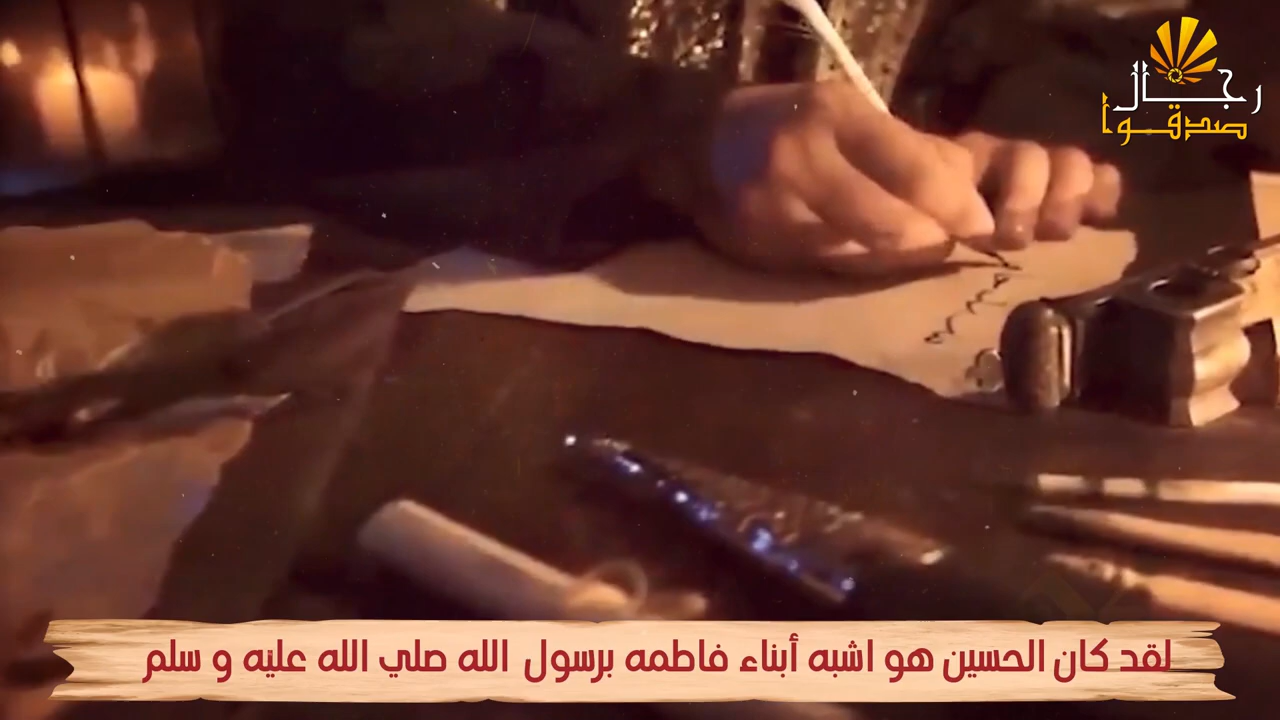 رجال
صدقوا
لقد كان الحسين هو اشبه أبناء فاطمه برسول الله صلي الله عليه و سلم